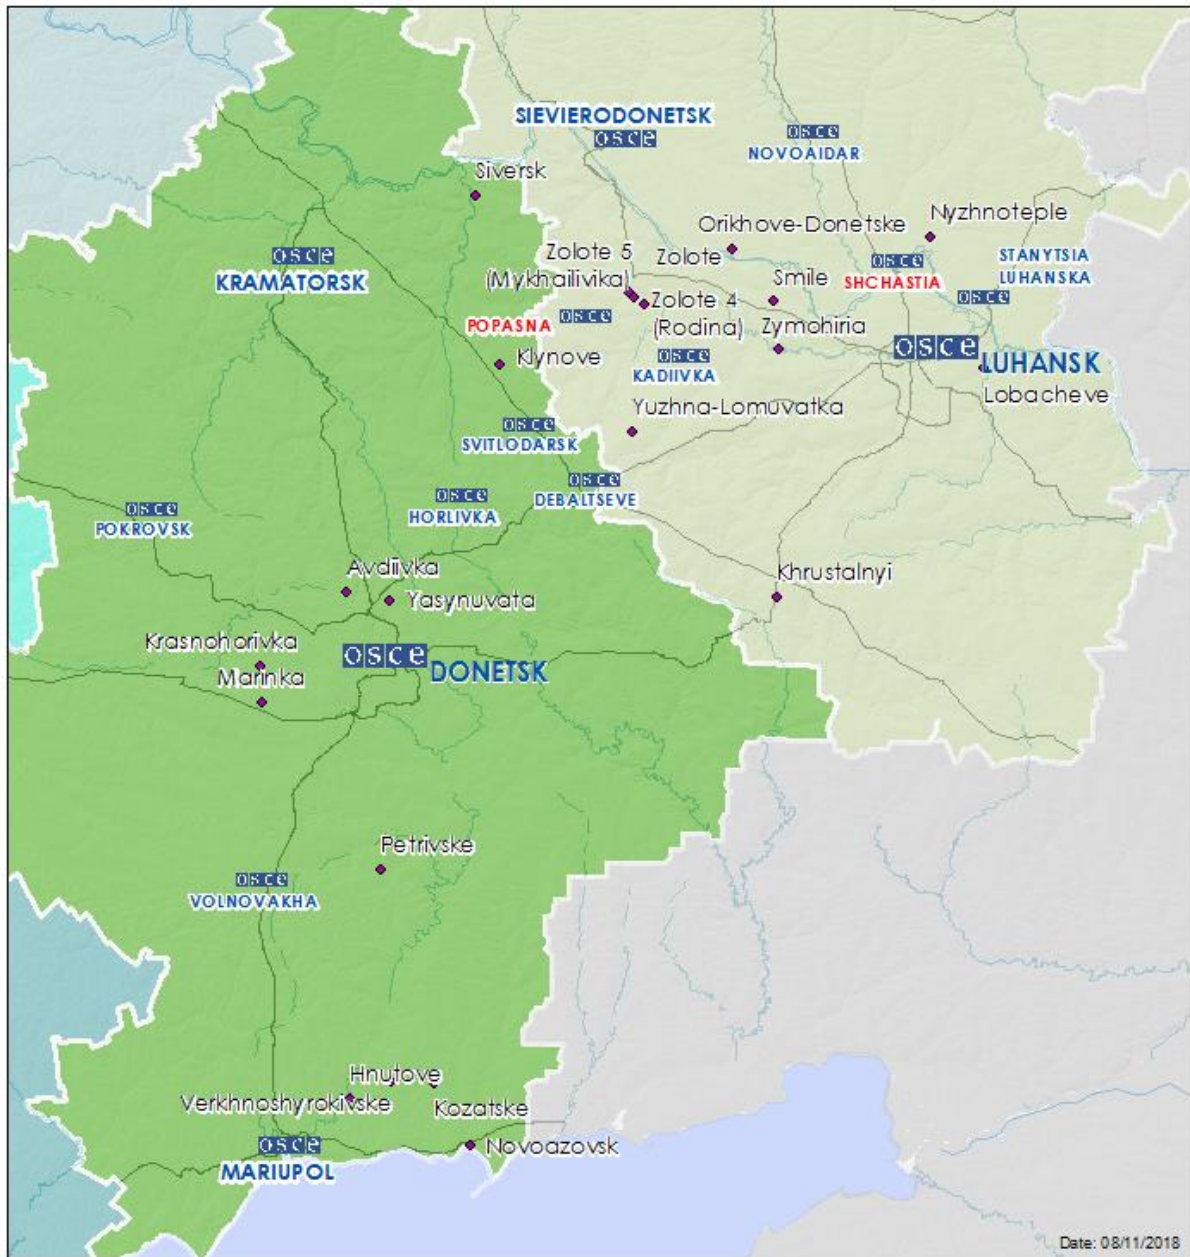 SIEVIERODONETSK
osce
osce
NOVOAIDAR
Siversk
Orikhove-Donetske
Nyzhnoteple
osce
KRAMATORSK
Zolote 5
(Mykhailivika)
Zolote
osce
SHCHASTIA
STANYTSIA
LUHANSKA
osce
Smile
Zolote 4
(Rodina)
osce
POPASNA
Zymohiria
osce
LUHANSK
osce
KADIIVKA
Klynove
Lobacheve
Yuzhna-Lomuvatka
osce
SVITLODARSK
osce
DEBALTSEVE
osce
HORLIVKA
osce
POKROVSK
Avdiivka
Yasynuvata
Khrustalnyi
Krasnohorivka
Marinka
osce
DONETSK
Petrivske
osce
VOLNOVAKHA
Hnutove
Verkhnoshyrokivske
Kozatske
osce
MARIUPOL
Novoazovsk
Date: 08/11/2018